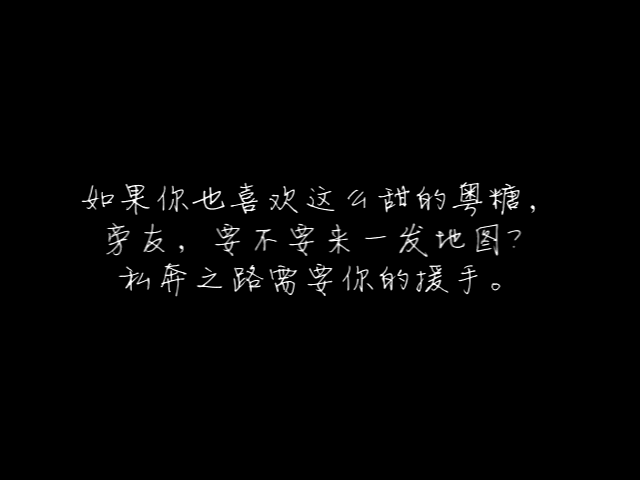 如果你也喜欢这么甜的粤糖，
旁友，要不要来一发地图？
私奔之路需要你的援手。